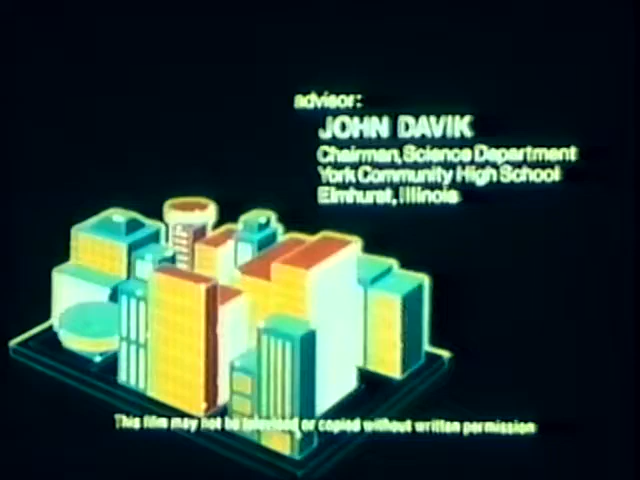 advisor:
JOHN DAVIK
Chairman, Science Department
York Community High School
Elmhurst, Illinois
This film may not be televised or copied without written permission